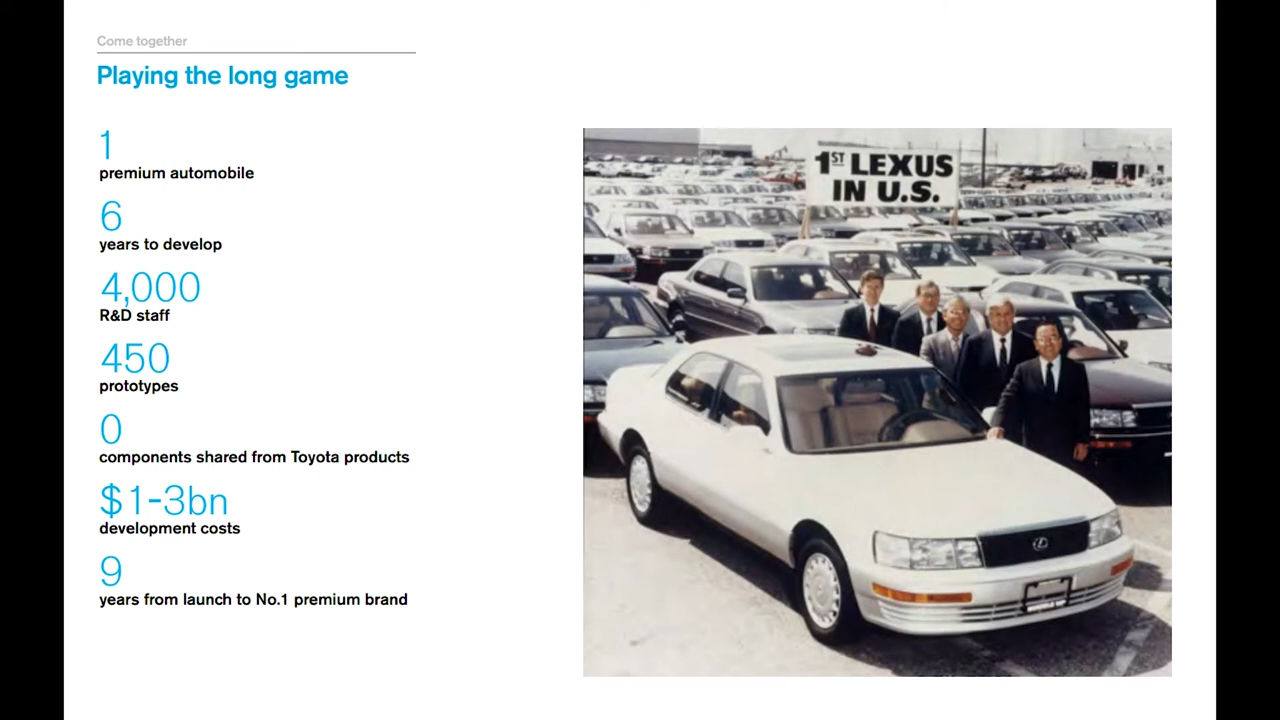 Come together
Playing the long game
1
premium automobile
6
years to develop
4,000
R&D staff
450
prototypes
0
components shared from Toyota products
$1-3bn
development costs
9
years from launch to No.1 premium brand
1ST LEXUS
IN U.S.